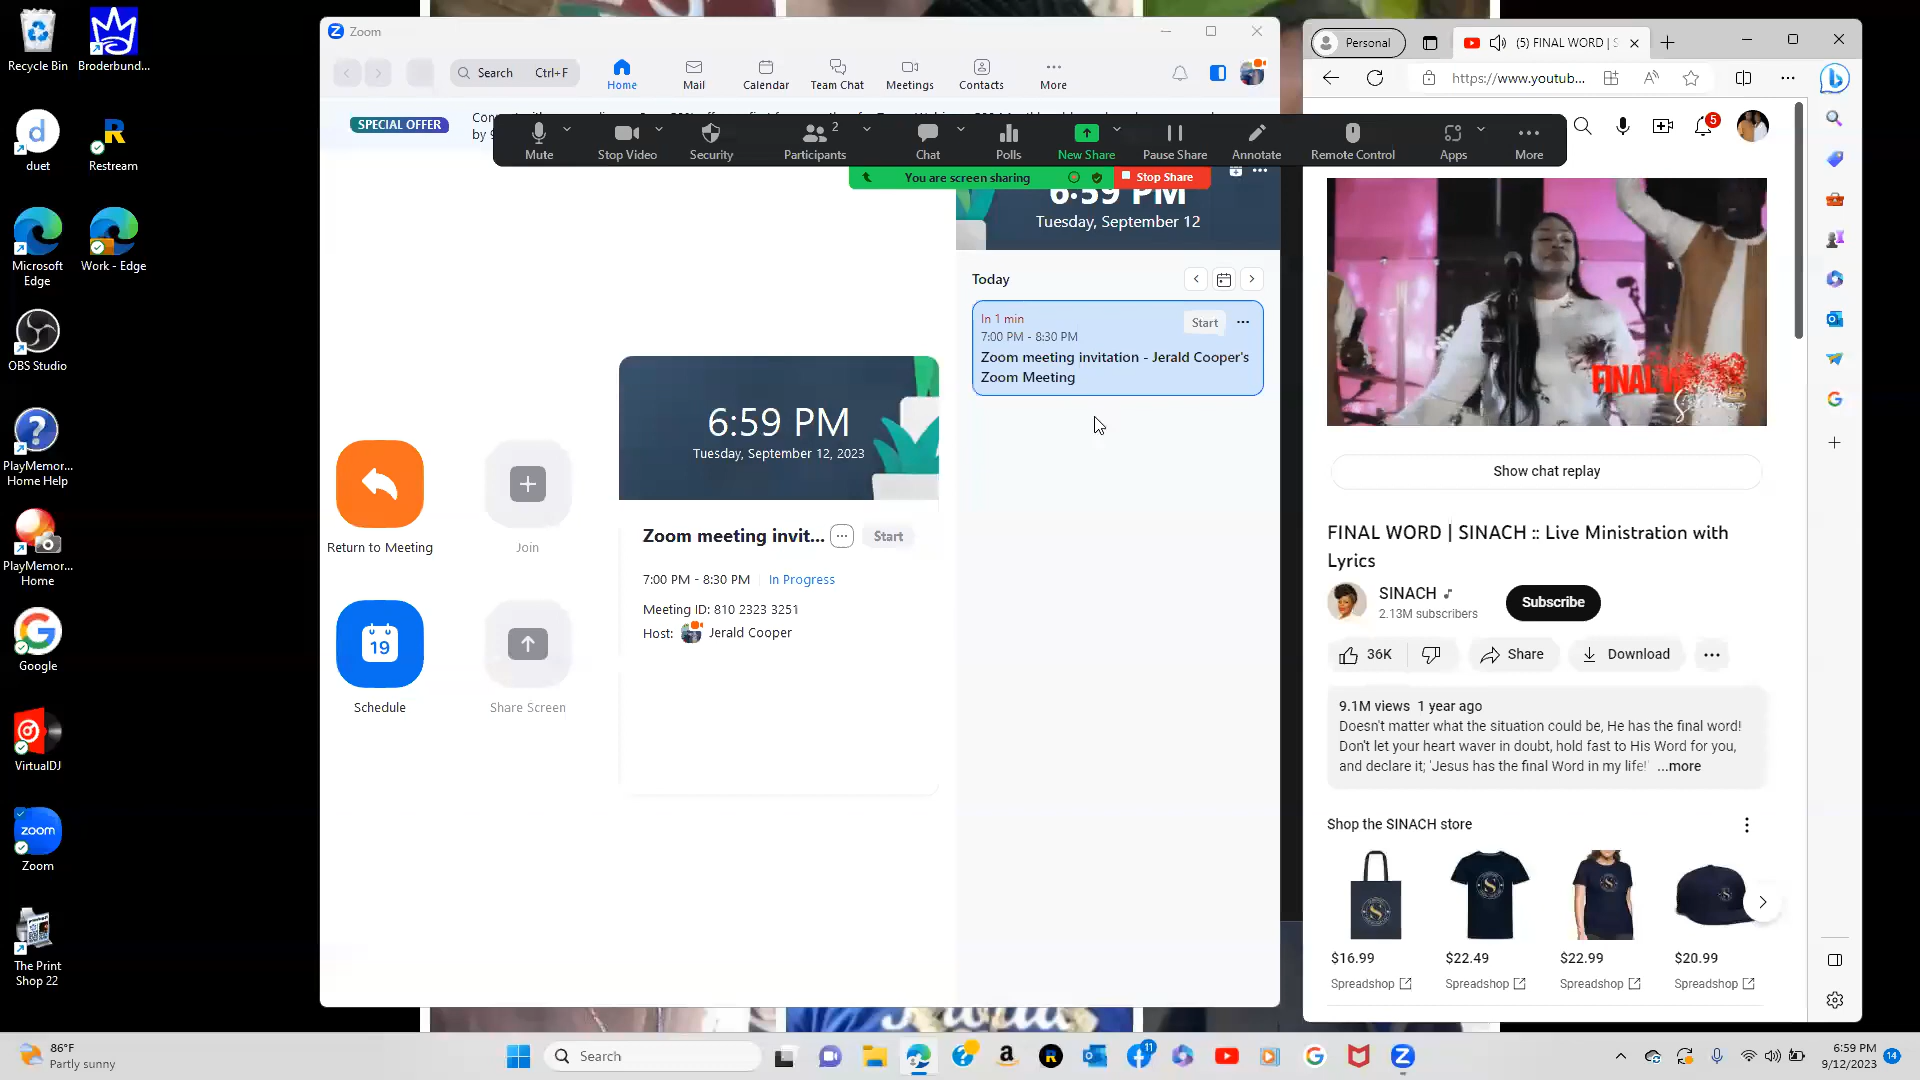 Recycle Bin
Broderbund...
duet
Restream
Microsoft
Edge
Work - Edge
OBS Studio
PlayMemor...
Home Help
PlayMemor...
Home
Google
VirtualDJ
zoom
Zoom
The Print
Shop 22
Zoom
Search Ctrl+F
Home
Mail
Calendar
Team Chat
Meetings
Contacts
More
SPECIAL OFFER
Mute
Stop Video
Security
Participants
2
Chat
Polls
New Share
Pause Share
Annotate
Remote Control
Apps
More
You are screen sharing
Stop Share
6:59 PM
Tuesday, September 12
Today
In 1 min
Start
7:00 PM - 8:30 PM
Zoom meeting invitation - Jerald Cooper's
Zoom Meeting
6:59 PM
Tuesday, September 12, 2023
Return to Meeting
Join
19
Schedule
Share Screen
Zoom meeting invit...
Start
7:00 PM - 8:30 PM
In Progress
Meeting ID: 810 2323 3251
Host: Jerald Cooper
Personal
(5) FINAL WORD | S
https://www.youtub...
5
Show chat replay
FINAL WORD | SINACH :: Live Ministration with
Lyrics
SINACH
2.13M subscribers
Subscribe
36K
Share
Download
9.1M views 1 year ago
Doesn't matter what the situation could be, He has the final word!
Don't let your heart waver in doubt, hold fast to His Word for you,
and declare it; 'Jesus has the final Word in my life!' ...more
Shop the SINACH store
$16.99
Spreadshop
$22.49
Spreadshop
$22.99
Spreadshop
$20.99
Spreadshop
86°F
Partly sunny
Search
11
6:59 PM
9/12/2023
14